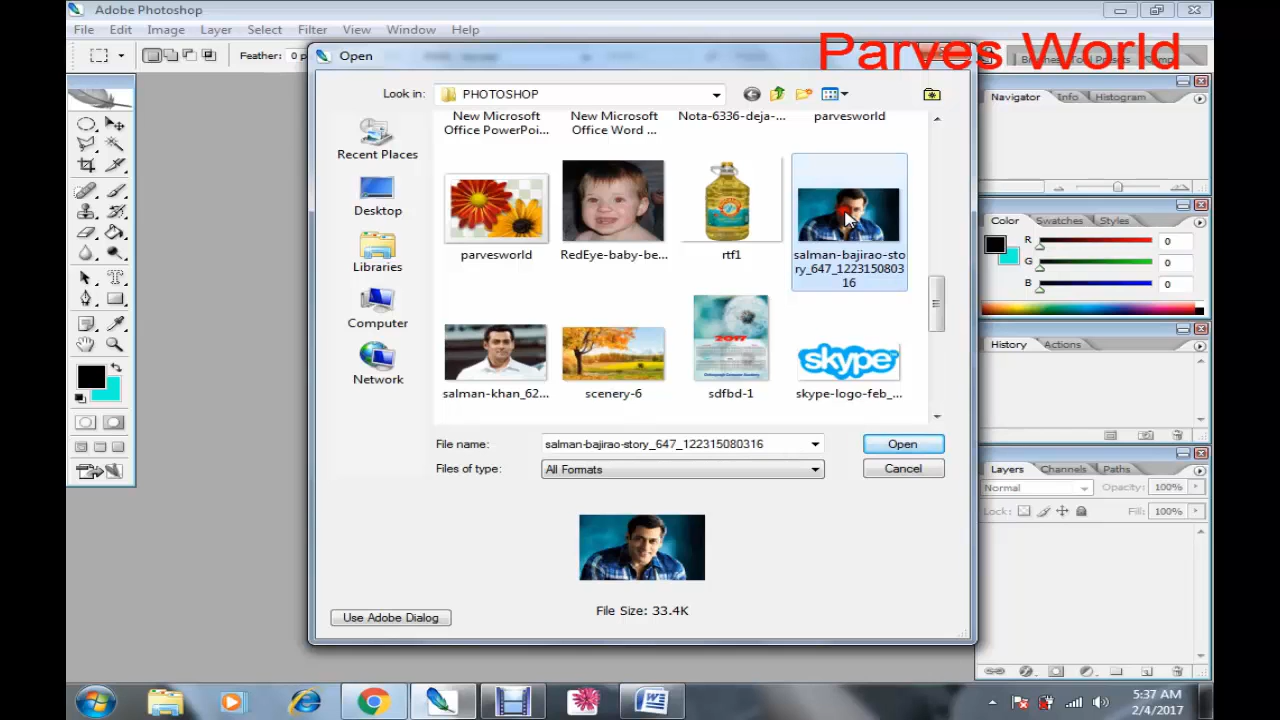 Adobe Photoshop
File Edit Image Layer Select Filter View Window Help
Parves World
Feather: 0 p
Open
Look in: PHOTOSHOP
Navigator Info Histogram
New Microsoft Office PowerPoi...
New Microsoft Office Word ...
Nota-6336-deja-...
parvesworld
Recent Places
Desktop
Libraries
Computer
Network
parvesworld
RedEye-baby-be...
rtf1
salman-bajirao-sto
ry_647_1223150803
16
salman-khan_62...
scenery-6
sdfbd-1
skype-logo-feb_...
2017
skype
Color Swatches Styles
R 0
G 0
B 0
History Actions
File name: salman-bajirao-story_647_122315080316 Open
Files of type: All Formats Cancel
Layers Channels Paths
Normal Opacity: 100%
Lock: Fill: 100%
File Size: 33.4K
Use Adobe Dialog
5:37 AM
2/4/2017